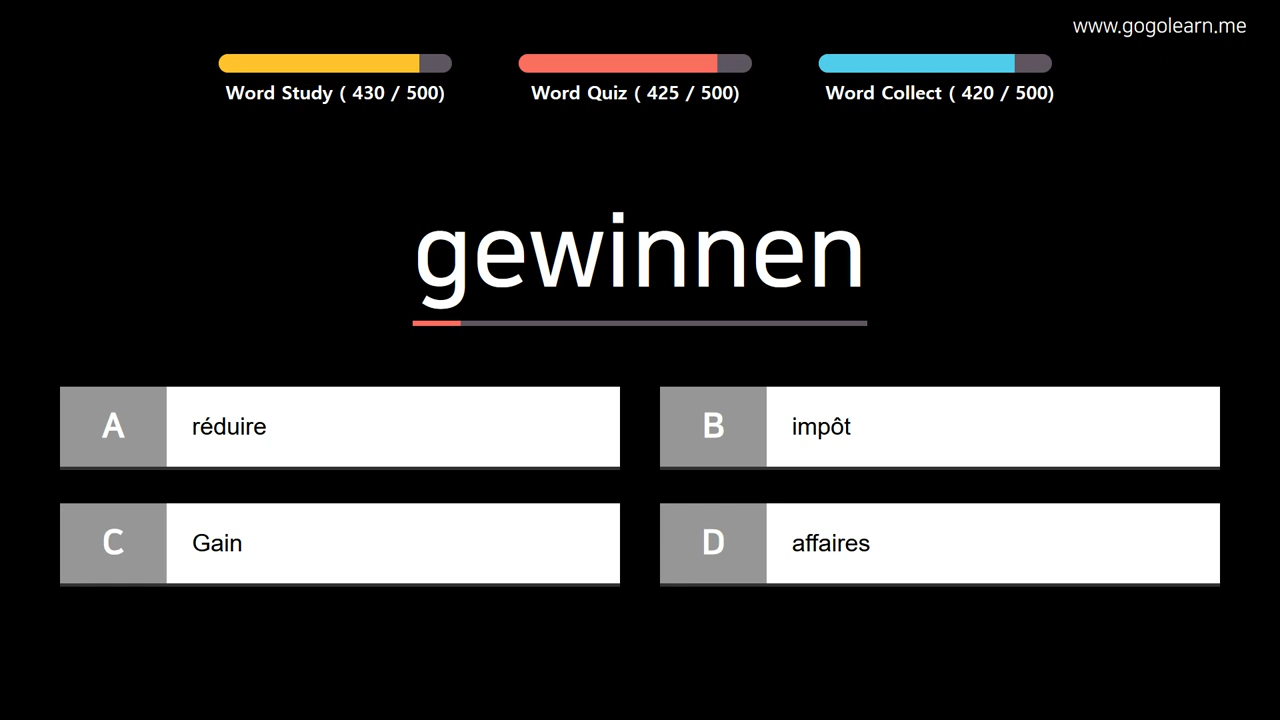 www.gogolearn.me
Word Study ( 430 / 500)
Word Quiz ( 425 / 500)
Word Collect ( 420 / 500)
gewinnen
A réduire
B impôt
C Gain
D affaires